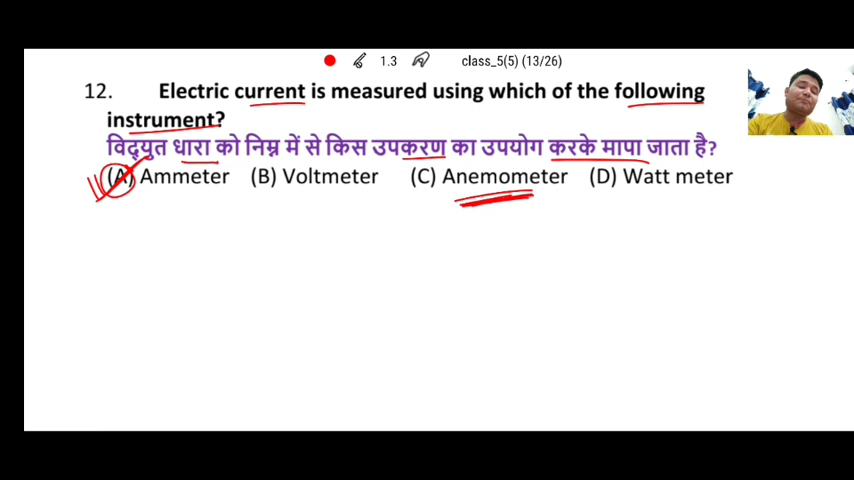 1.3 class_5(5) (13/26)
12. Electric current is measured using which of the following
instrument?
विद्युत धारा को निम्न में से किस उपकरण का उपयोग करके मापा जाता है?
(A) Ammeter (B) Voltmeter (C) Anemometer (D) Watt meter